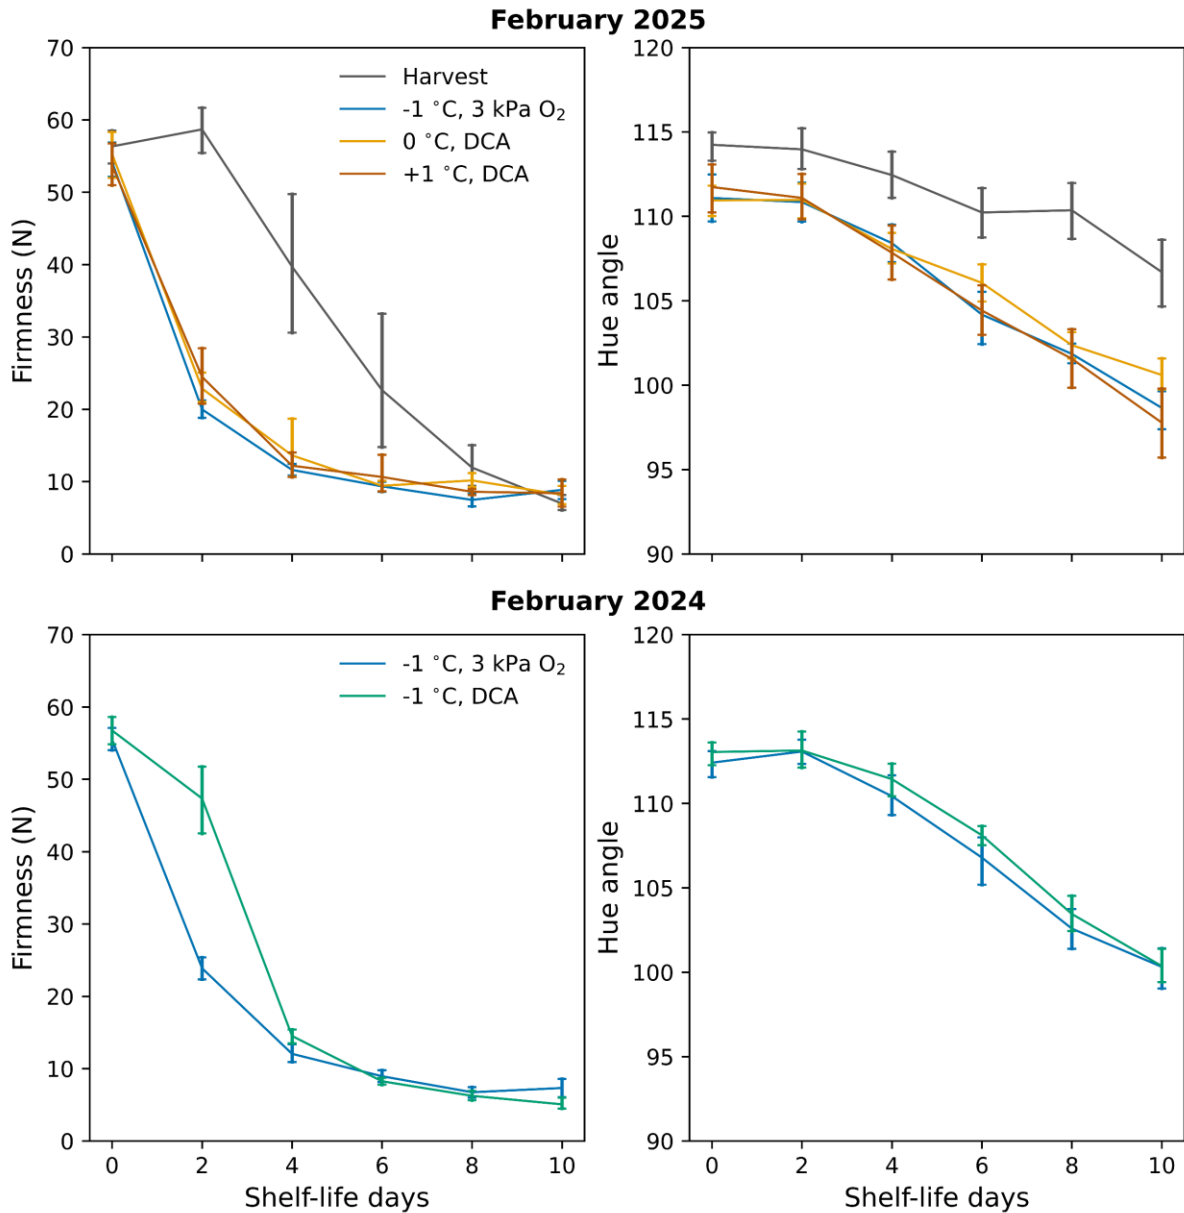 February 2025
Firmness (N)
70
60
50
40
30
20
10
0
Harvest
-1 °C, 3 kPa O₂
0 °C, DCA
+1 °C, DCA
Hue angle
120
115
110
105
100
95
90
February 2024
Firmness (N)
70
60
50
40
30
20
10
0
-1 °C, 3 kPa O₂
-1 °C, DCA
0 2 4 6 8 10
Shelf-life days
Hue angle
120
115
110
105
100
95
90
0 2 4 6 8 10
Shelf-life days